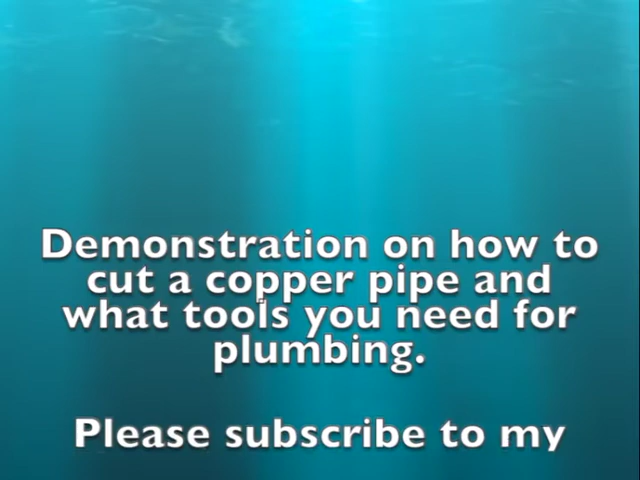 Demonstration on how to
cut a copper pipe and
what tools you need for
plumbing.
Please subscribe to my